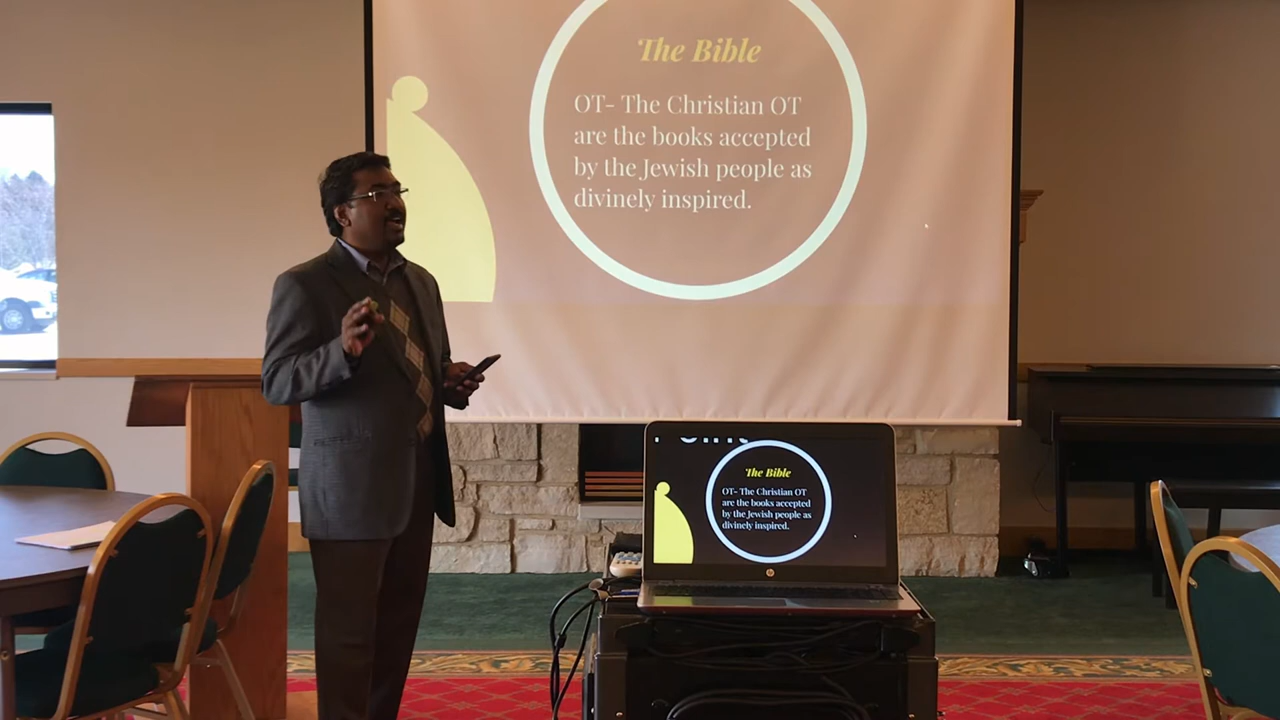 The Bible
OT- The Christian OT
are the books accepted
by the Jewish people as
divinely inspired.
The Bible
OT- The Christian OT
are the books accepted
by the Jewish people as
divinely inspired.
hp